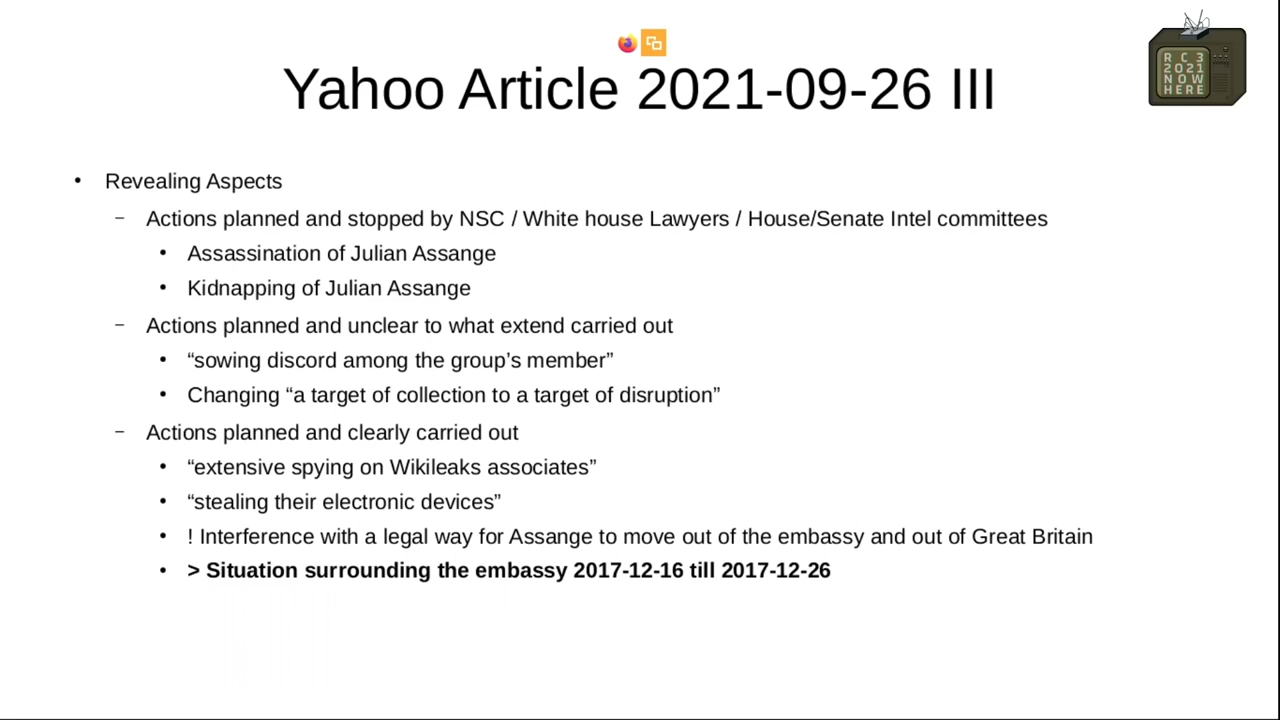 Yahoo Article 2021-09-26 III
R C 3
2021
NOW
HERE
• Revealing Aspects
– Actions planned and stopped by NSC / White house Lawyers / House/Senate Intel committees
• Assassination of Julian Assange
• Kidnapping of Julian Assange
– Actions planned and unclear to what extend carried out
• “sowing discord among the group’s member”
• Changing “a target of collection to a target of disruption”
– Actions planned and clearly carried out
• “extensive spying on Wikileaks associates”
• “stealing their electronic devices”
• ! Interference with a legal way for Assange to move out of the embassy and out of Great Britain
• > Situation surrounding the embassy 2017-12-16 till 2017-12-26